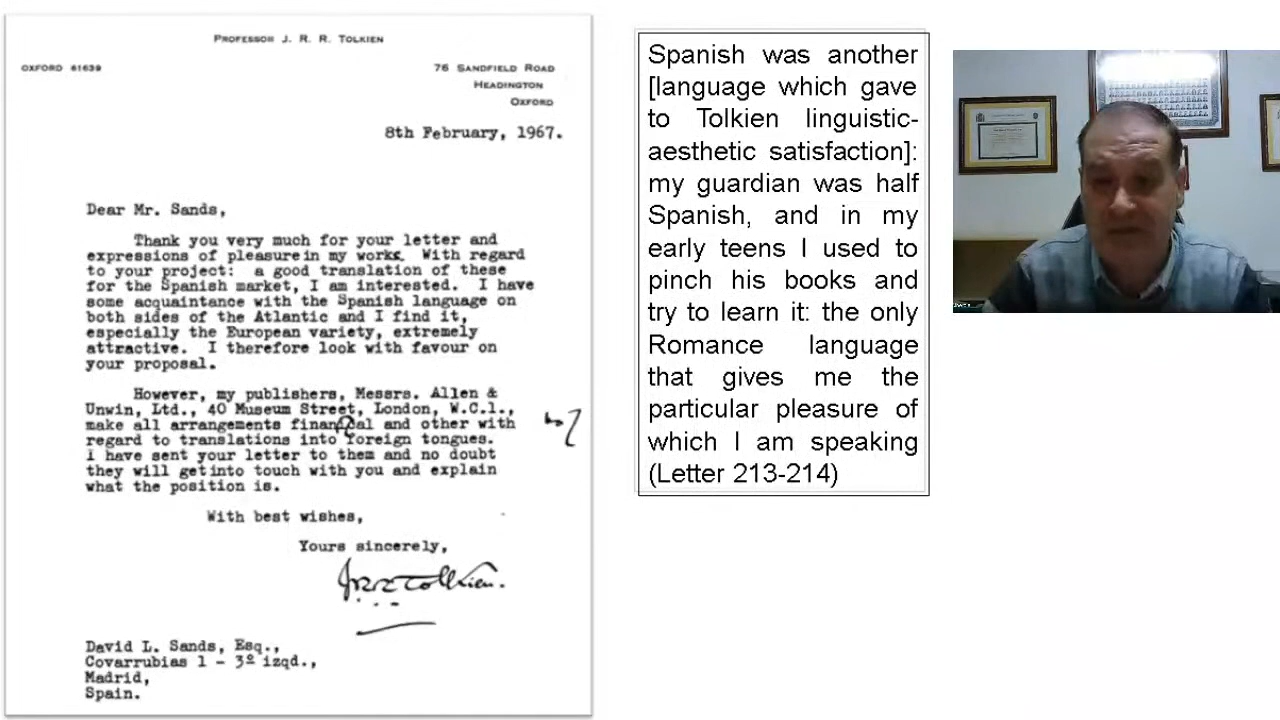 PROFESSOR J. R. R. TOLKIEN
OXFORD 61639
76 SANDFIELD ROAD
HEADINGTON
OXFORD
8th February, 1967.
Dear Mr. Sands,
Thank you very much for your letter and
expressions of pleasure in my works. With regard
to your project: a good translation of these
for the Spanish market, I am interested. I have
some acquaintance with the Spanish language on
both sides of the Atlantic and I find it,
especially the European variety, extremely
attractive. I therefore look with favour on
your proposal.
However, my publishers, Messrs. Allen &
Unwin, Ltd., 40 Museum Street, London, W.C.1.,
make all arrangements financal and other with
regard to translations into foreign tongues.
I have sent your letter to them and no doubt
they will get into touch with you and explain
what the position is.
With best wishes,
Yours sincerely,
JRRTolkien.
David L. Sands, Esq.,
Covarrubias 1 - 3º izqd.,
Madrid,
Spain.
Spanish was another
[language which gave
to Tolkien linguistic-
aesthetic satisfaction]:
my guardian was half
Spanish, and in my
early teens I used to
pinch his books and
try to learn it: the only
Romance language
that gives me the
particular pleasure of
which I am speaking
(Letter 213-214)